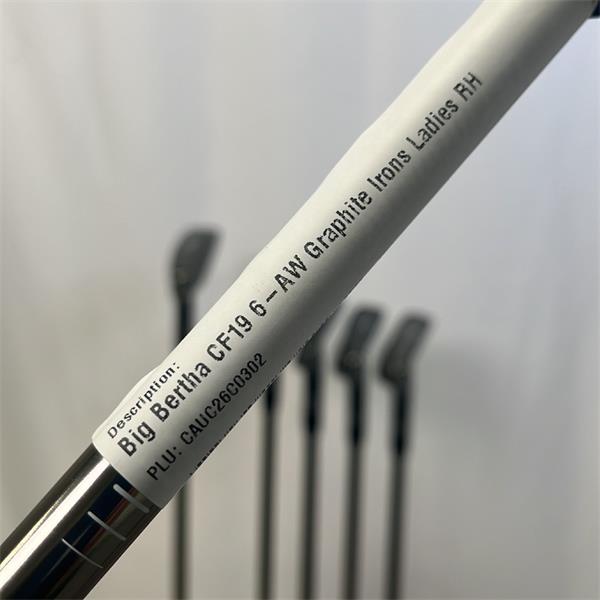 Description:
Big Bertha CF19 6-AW Graphite Irons Ladies RH
PLU: CAUC26C0302